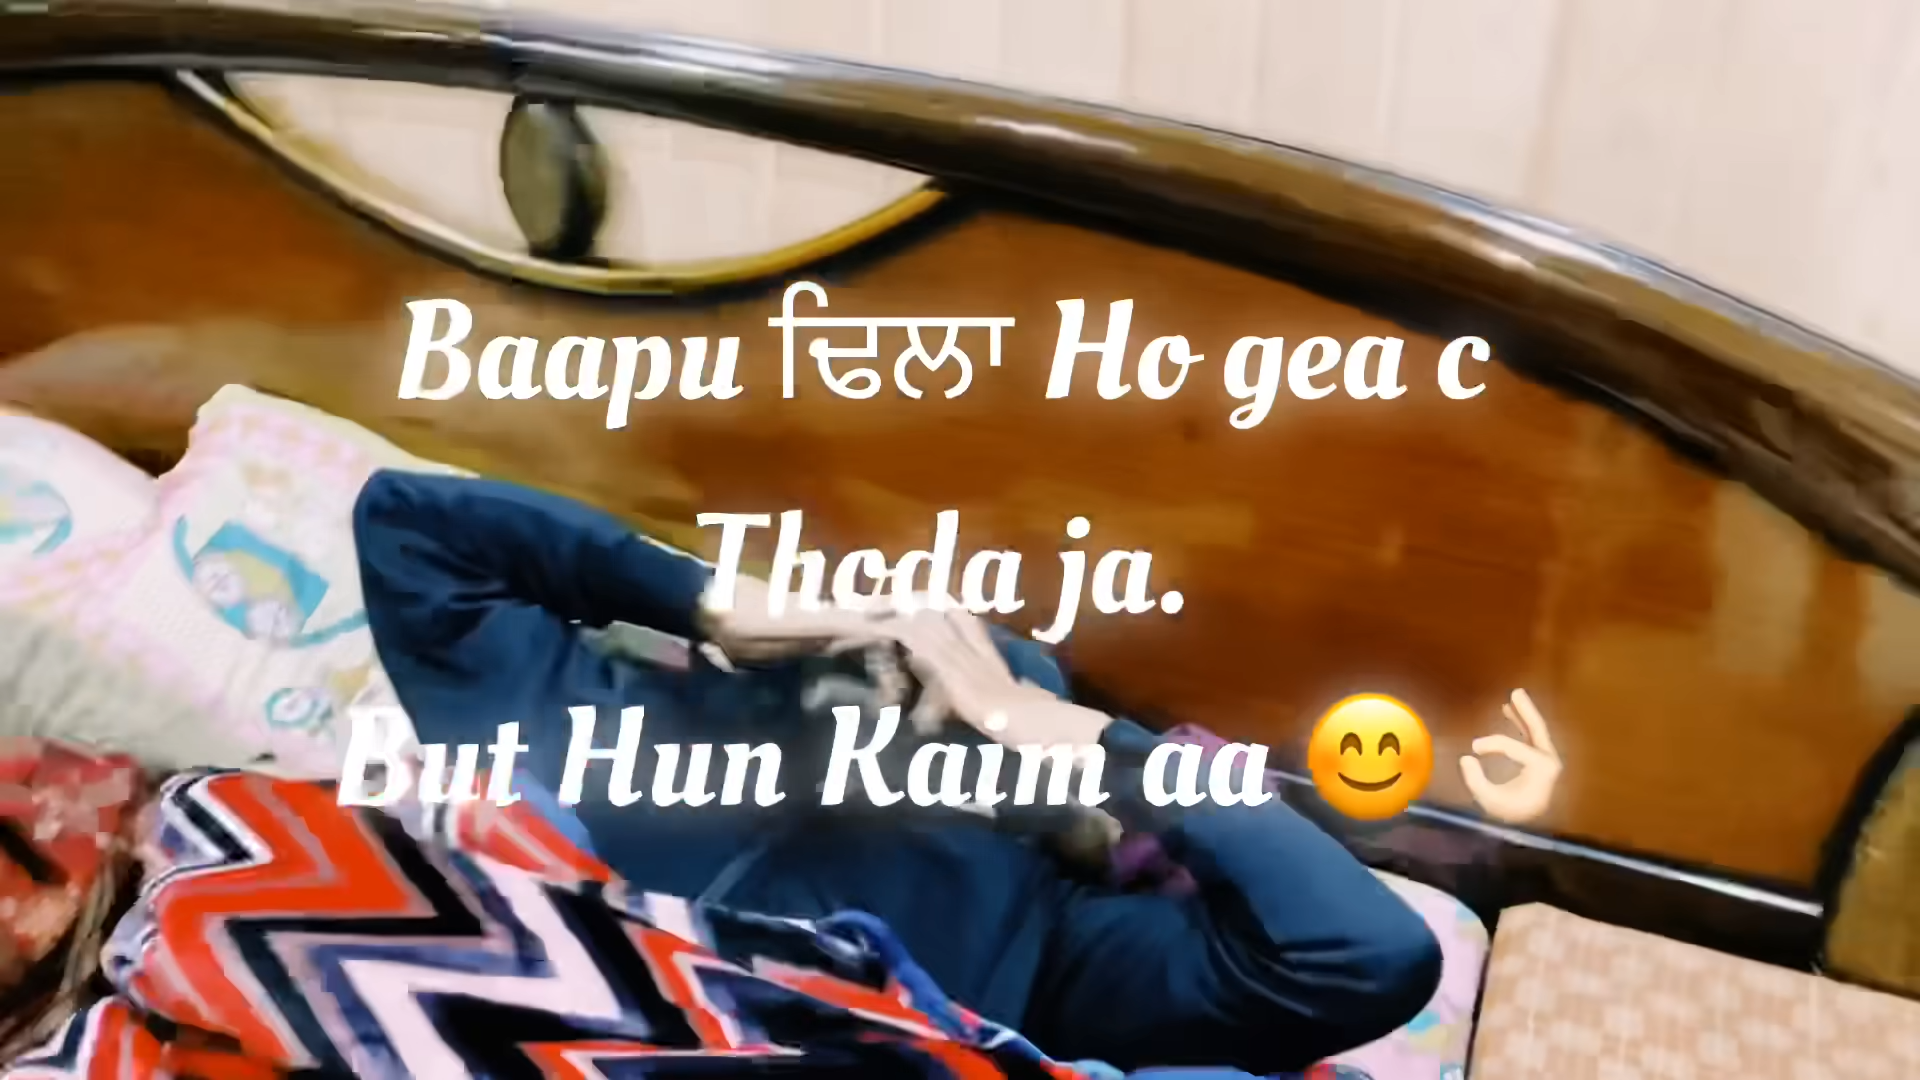 Baapu ਢਿਲਾ Ho gea c
Thoda ja.
But Hun Kaim aa 😊👌🏻